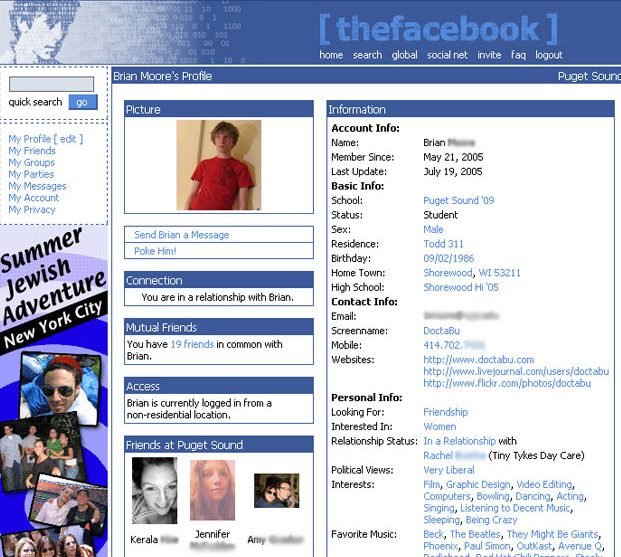 [ thefacebook ]
home search global social net invite faq logout
quick search go
My Profile [ edit ]
My Friends
My Groups
My Parties
My Messages
My Account
My Privacy
Summer
Jewish
Adventure
New York City
Brian Moore's Profile Puget Sound
Picture
Send Brian a Message
Poke Him!
Connection
You are in a relationship with Brian.
Mutual Friends
You have 19 friends in common with
Brian.
Access
Brian is currently logged in from a
non-residential location.
Friends at Puget Sound
Kerala
Jennifer
Amy
Information
Account Info:
Name: Brian
Member Since: May 21, 2005
Last Update: July 19, 2005
Basic Info:
School: Puget Sound '09
Status: Student
Sex: Male
Residence: Todd 311
Birthday: 09/02/1986
Home Town: Shorewood, WI 53211
High School: Shorewood Hi '05
Contact Info:
Email:
Screenname: DoctaBu
Mobile: 414.702.
Websites: http://www.doctabu.com
http://www.livejournal.com/users/doctabu
http://www.flickr.com/photos/doctabu
Personal Info:
Looking For: Friendship
Interested In: Women
Relationship Status: In a Relationship with
Rachel (Tiny Tykes Day Care)
Political Views: Very Liberal
Interests: Film, Graphic Design, Video Editing,
Computers, Bowling, Dancing, Acting,
Singing, Listening to Decent Music,
Sleeping, Being Crazy
Favorite Music: Beck, The Beatles, They Might Be Giants,
Phoenix, Paul Simon, OutKast, Avenue Q,